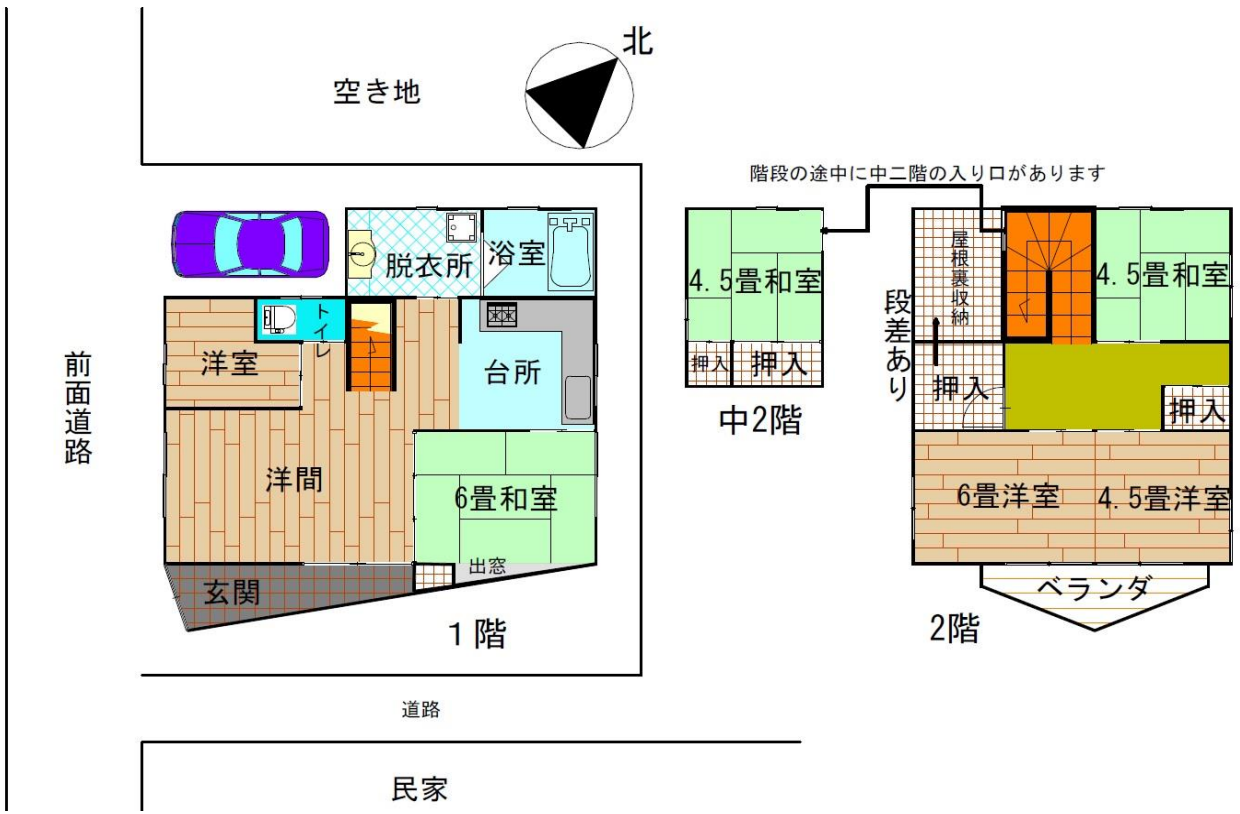 北
空き地
階段の途中に中二階の入り口があります
脱衣所
浴室
トイレ
洋室
台所
洋間
6畳和室
出窓
玄関
1階
前面道路
道路
民家
4.5畳和室
押入
押入
中2階
段差あり
屋根裏収納
4.5畳和室
押入
押入
6畳洋室
4.5畳洋室
ベランダ
2階